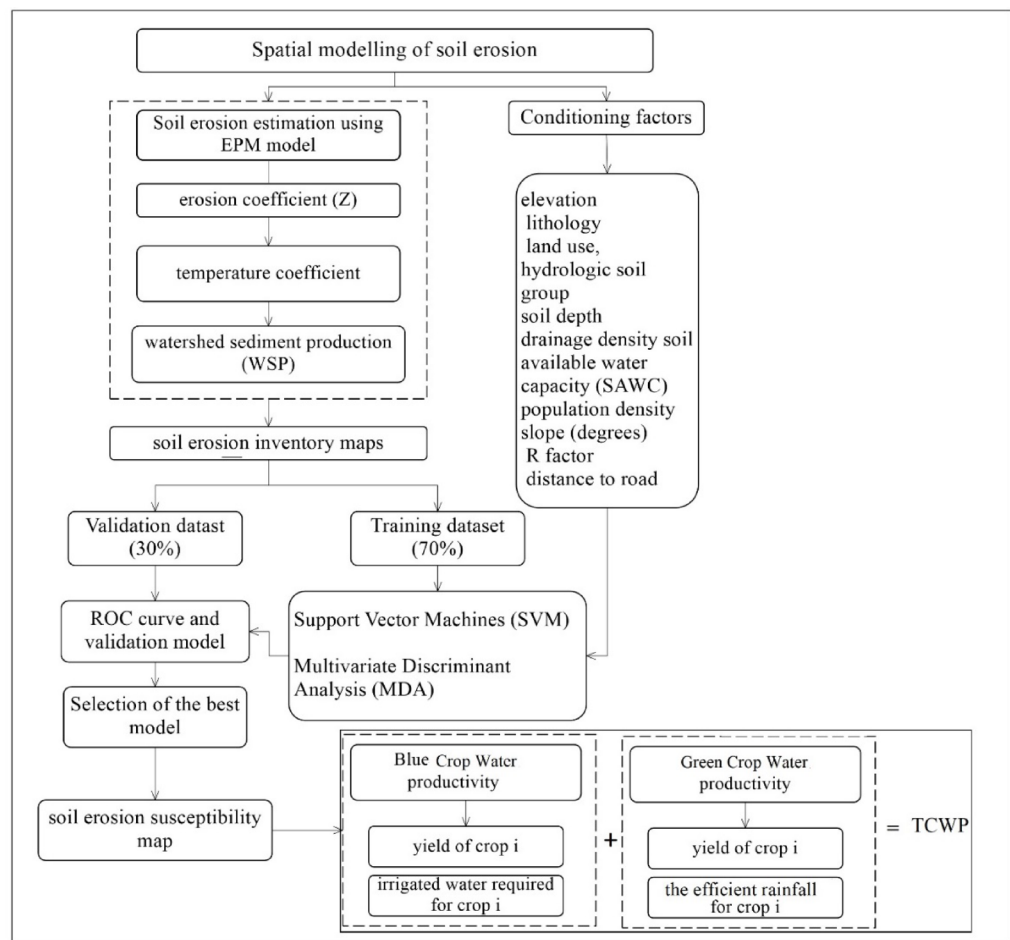 Spatial modelling of soil erosion
Soil erosion estimation using
EPM model
erosion coefficient (Z)
temperature coefficient
watershed sediment production
(WSP)
Conditioning factors
elevation
lithology
land use,
hydrologic soil
group
soil depth
drainage density soil
available water
capacity (SAWC)
population density
slope (degrees)
R factor
distance to road
soil erosion inventory maps
Validation datast
(30%)
Training dataset
(70%)
ROC curve and
validation model
Support Vector Machines (SVM)
Multivariate Discriminant
Analysis (MDA)
Selection of the best
model
soil erosion susceptibility
map
Blue Crop Water
productivity
yield of crop i
irrigated water required
for crop i
+
Green Crop Water
productivity
yield of crop i
the efficient rainfall
for crop i
= TCWP